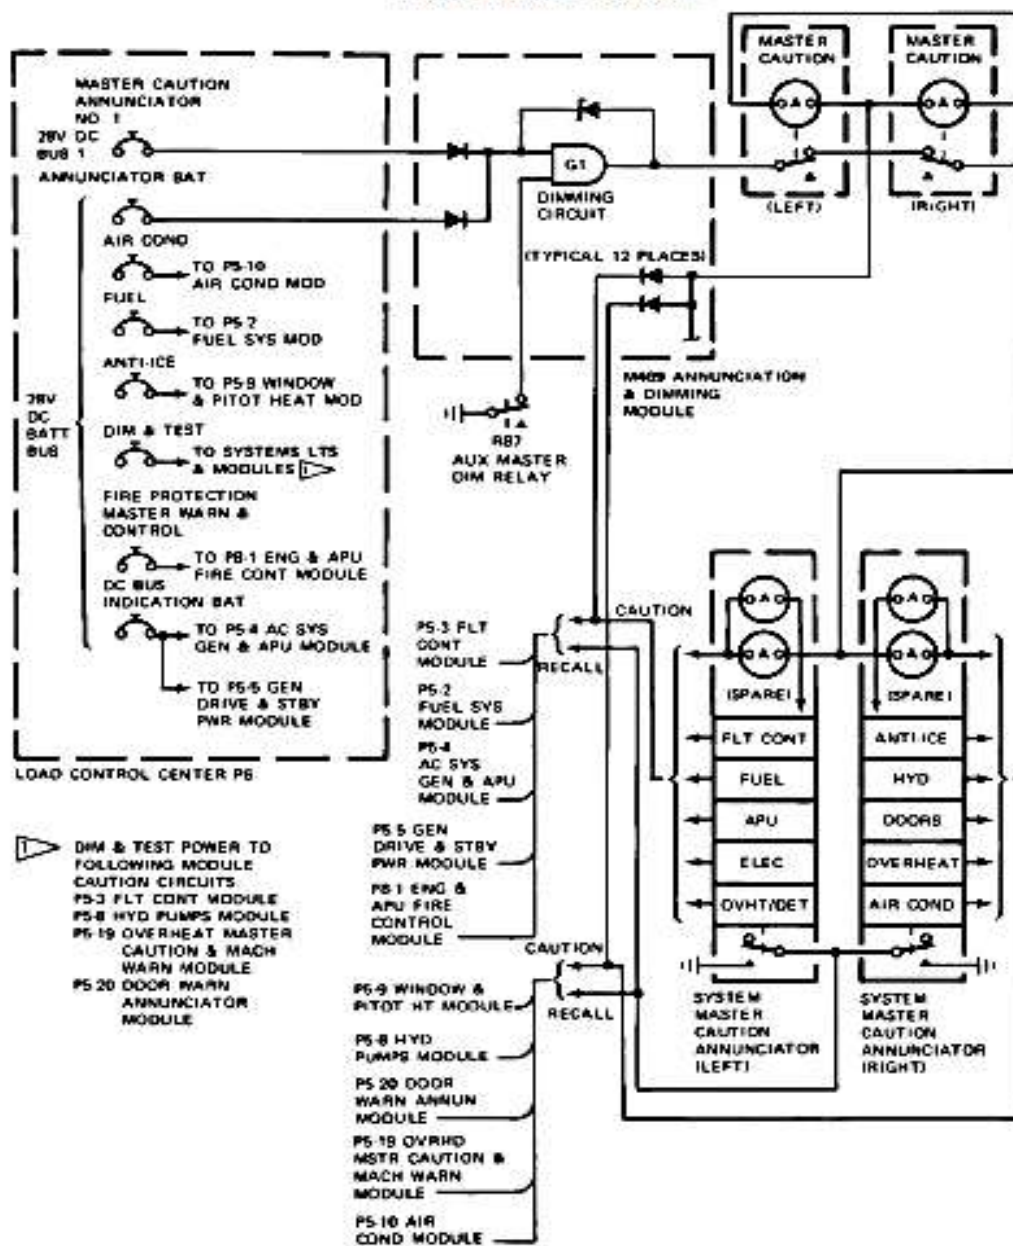 MASTER CAUTION
ANNUNCIATOR
NO. 1
28V DC
BUS 1
ANNUNCIATOR BAT
AIR COND
TO P5-10
AIR COND MOD
FUEL
TO P5-2
FUEL SYS MOD
ANTI-ICE
TO P5-9 WINDOW
& PITOT HEAT MOD
28V
DC
BATT
BUS
DIM & TEST
TO SYSTEMS LTS
& MODULES 1
FIRE PROTECTION
MASTER WARN &
CONTROL
TO P8-1 ENG & APU
FIRE CONT MODULE
DC BUS
INDICATION BAT
TO P5-4 AC SYS
GEN & APU MODULE
TO P5-5 GEN
DRIVE & STBY
PWR MODULE
LOAD CONTROL CENTER P6
1 DIM & TEST POWER TO
FOLLOWING MODULE
CAUTION CIRCUITS
P5-3 FLT CONT MODULE
P5-8 HYD PUMPS MODULE
P5-19 OVERHEAT MASTER
CAUTION & MACH
WARN MODULE
P5-20 DOOR WARN
ANNUNCIATOR
MODULE
G1
DIMMING
CIRCUIT
(TYPICAL 12 PLACES)
M469 ANNUNCIATION
& DIMMING
MODULE
R87
AUX MASTER
DIM RELAY
MASTER
CAUTION
A
(LEFT)
MASTER
CAUTION
A
(RIGHT)
CAUTION
RECALL
P5-3 FLT
CONT
MODULE
P5-2
FUEL SYS
MODULE
P5-4
AC SYS
GEN & APU
MODULE
P5-5 GEN
DRIVE & STBY
PWR MODULE
P8-1 ENG &
APU FIRE
CONTROL
MODULE
CAUTION
RECALL
P5-9 WINDOW &
PITOT HT MODULE
P5-8 HYD
PUMPS MODULE
P5-20 DOOR
WARN ANNUN
MODULE
P5-19 OVRHD
MSTR CAUTION &
MACH WARN
MODULE
P5-10 AIR
COND MODULE
A
A
(SPARE)
FLT CONT
FUEL
APU
ELEC
OVHT/DET
SYSTEM
MASTER
CAUTION
ANNUNCIATOR
(LEFT)
A
A
(SPARE)
ANTI-ICE
HYD
DOORS
OVERHEAT
AIR COND
SYSTEM
MASTER
CAUTION
ANNUNCIATOR
(RIGHT)